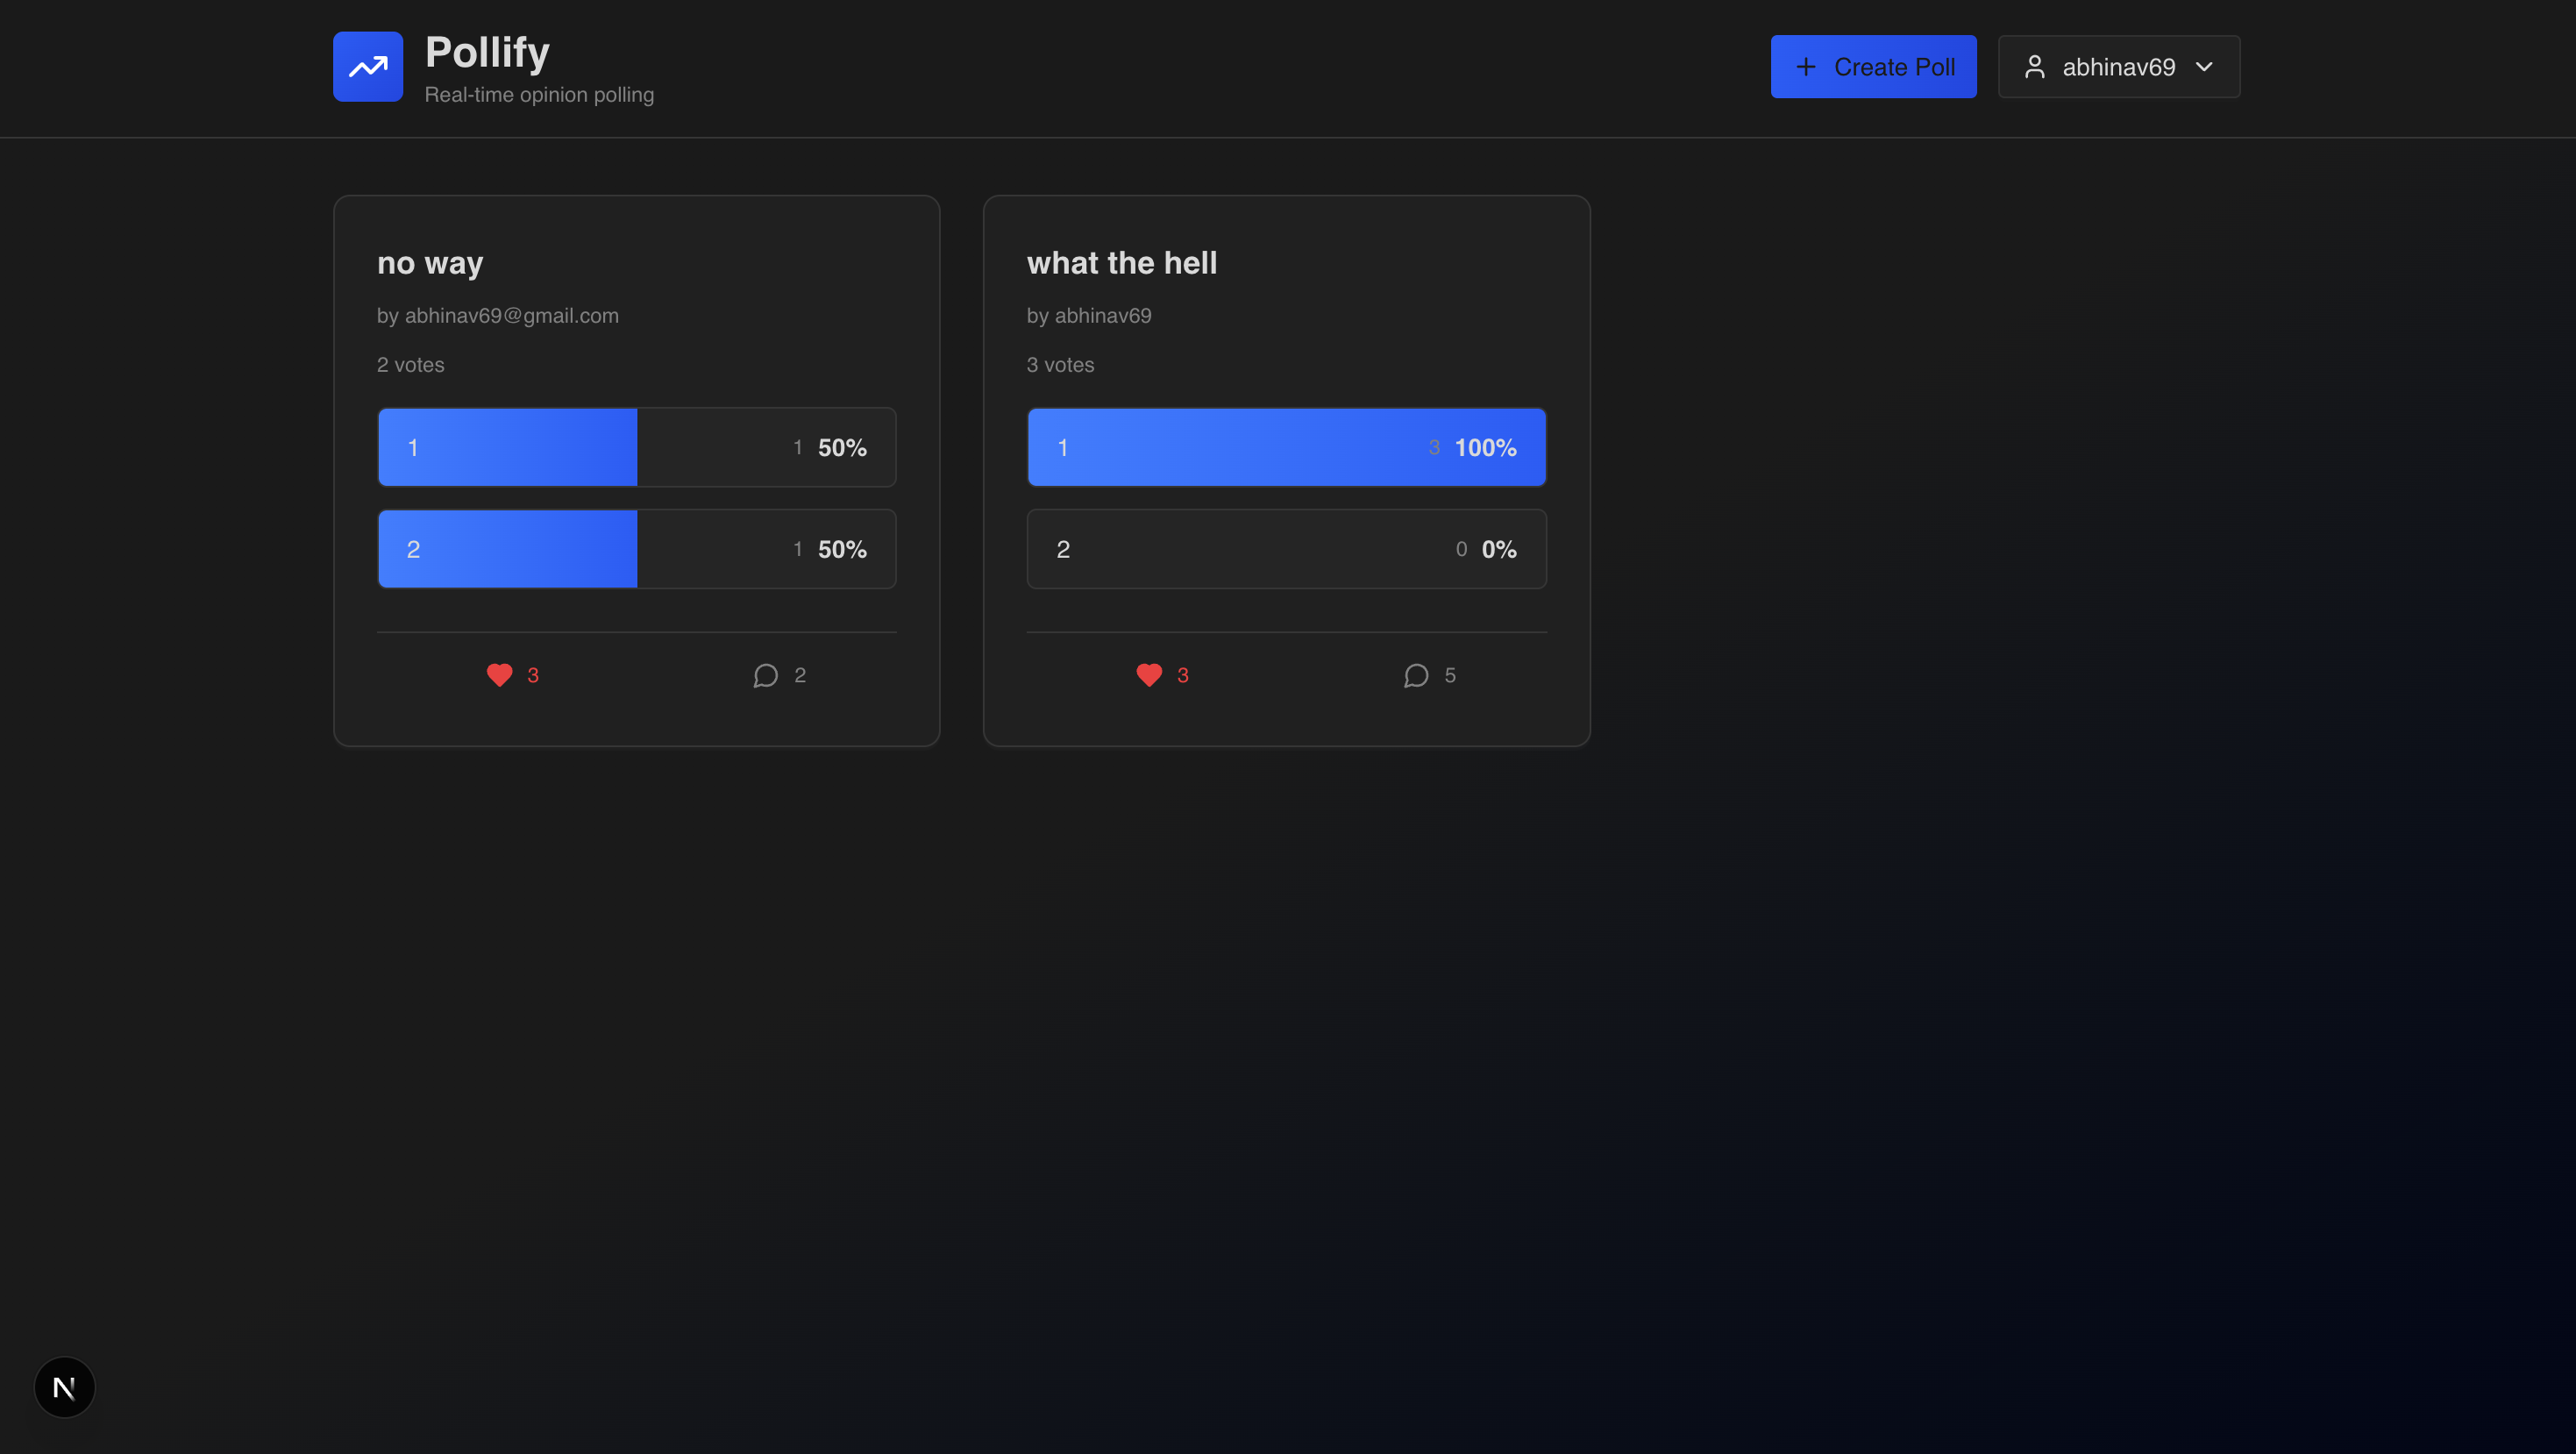 Pollify
Real-time opinion polling
+ Create Poll
abhinav69
no way
by abhinav69@gmail.com
2 votes
1 1 50%
2 1 50%
3 2
what the hell
by abhinav69
3 votes
1 3 100%
2 0 0%
3 5
N